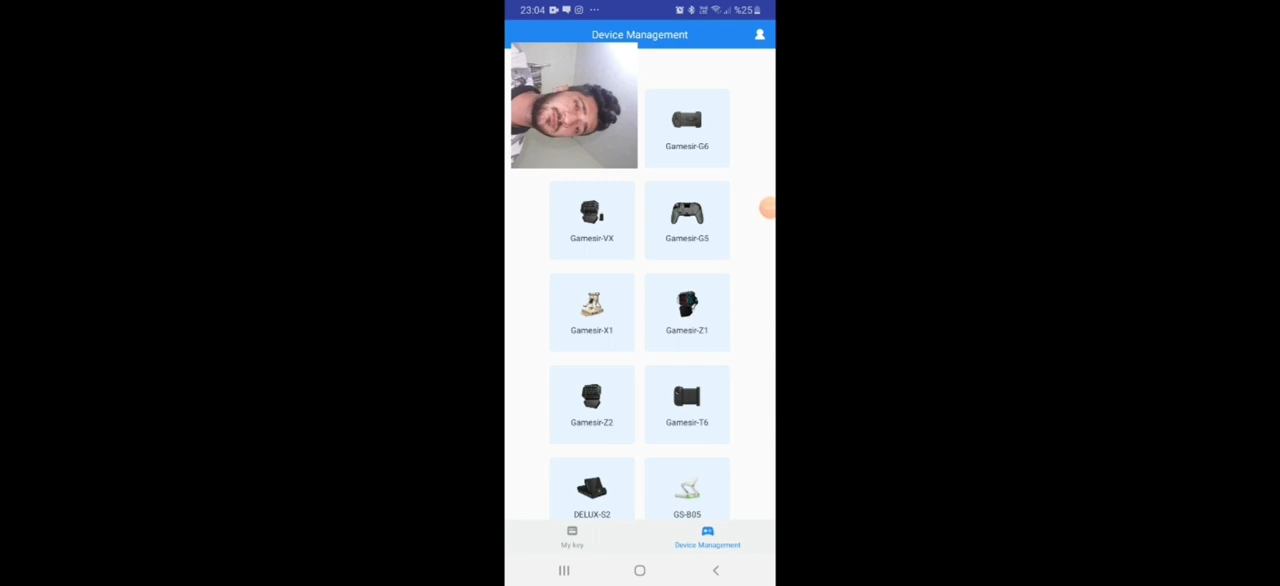 23:04 %25
Device Management
Gamesir-G6
Gamesir-VX Gamesir-G5
Gamesir-X1 Gamesir-Z1
Gamesir-Z2 Gamesir-T6
DELUX-S2 GS-B05
My key Device Management